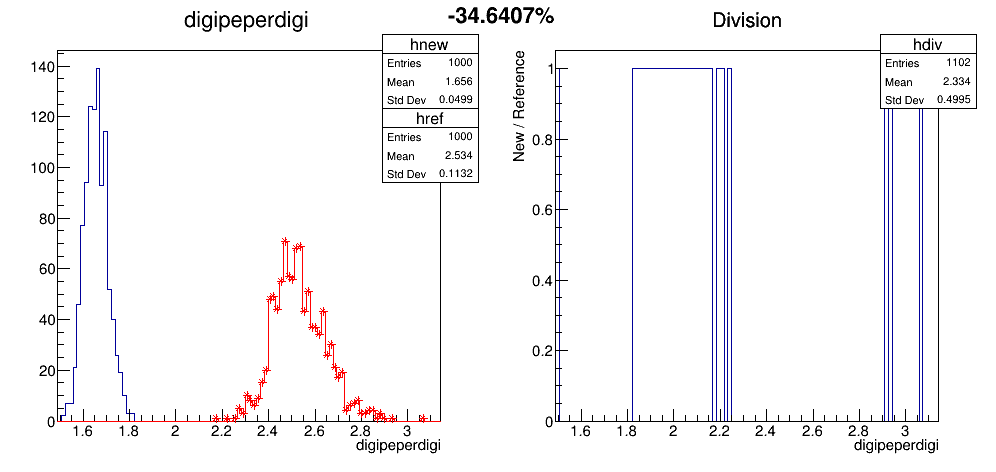 digipeperdigi
-34.6407%
Division
hnew
Entries 1000
Mean 1.656
Std Dev 0.0499
href
Entries 1000
Mean 2.534
Std Dev 0.1132
140
120
100
80
60
40
20
0
1.6 1.8 2 2.2 2.4 2.6 2.8 3
digipeperdigi
hdiv
Entries 1102
Mean 2.334
Std Dev 0.4995
New / Reference
1
0.8
0.6
0.4
0.2
0
1.6 1.8 2 2.2 2.4 2.6 2.8 3
digipeperdigi